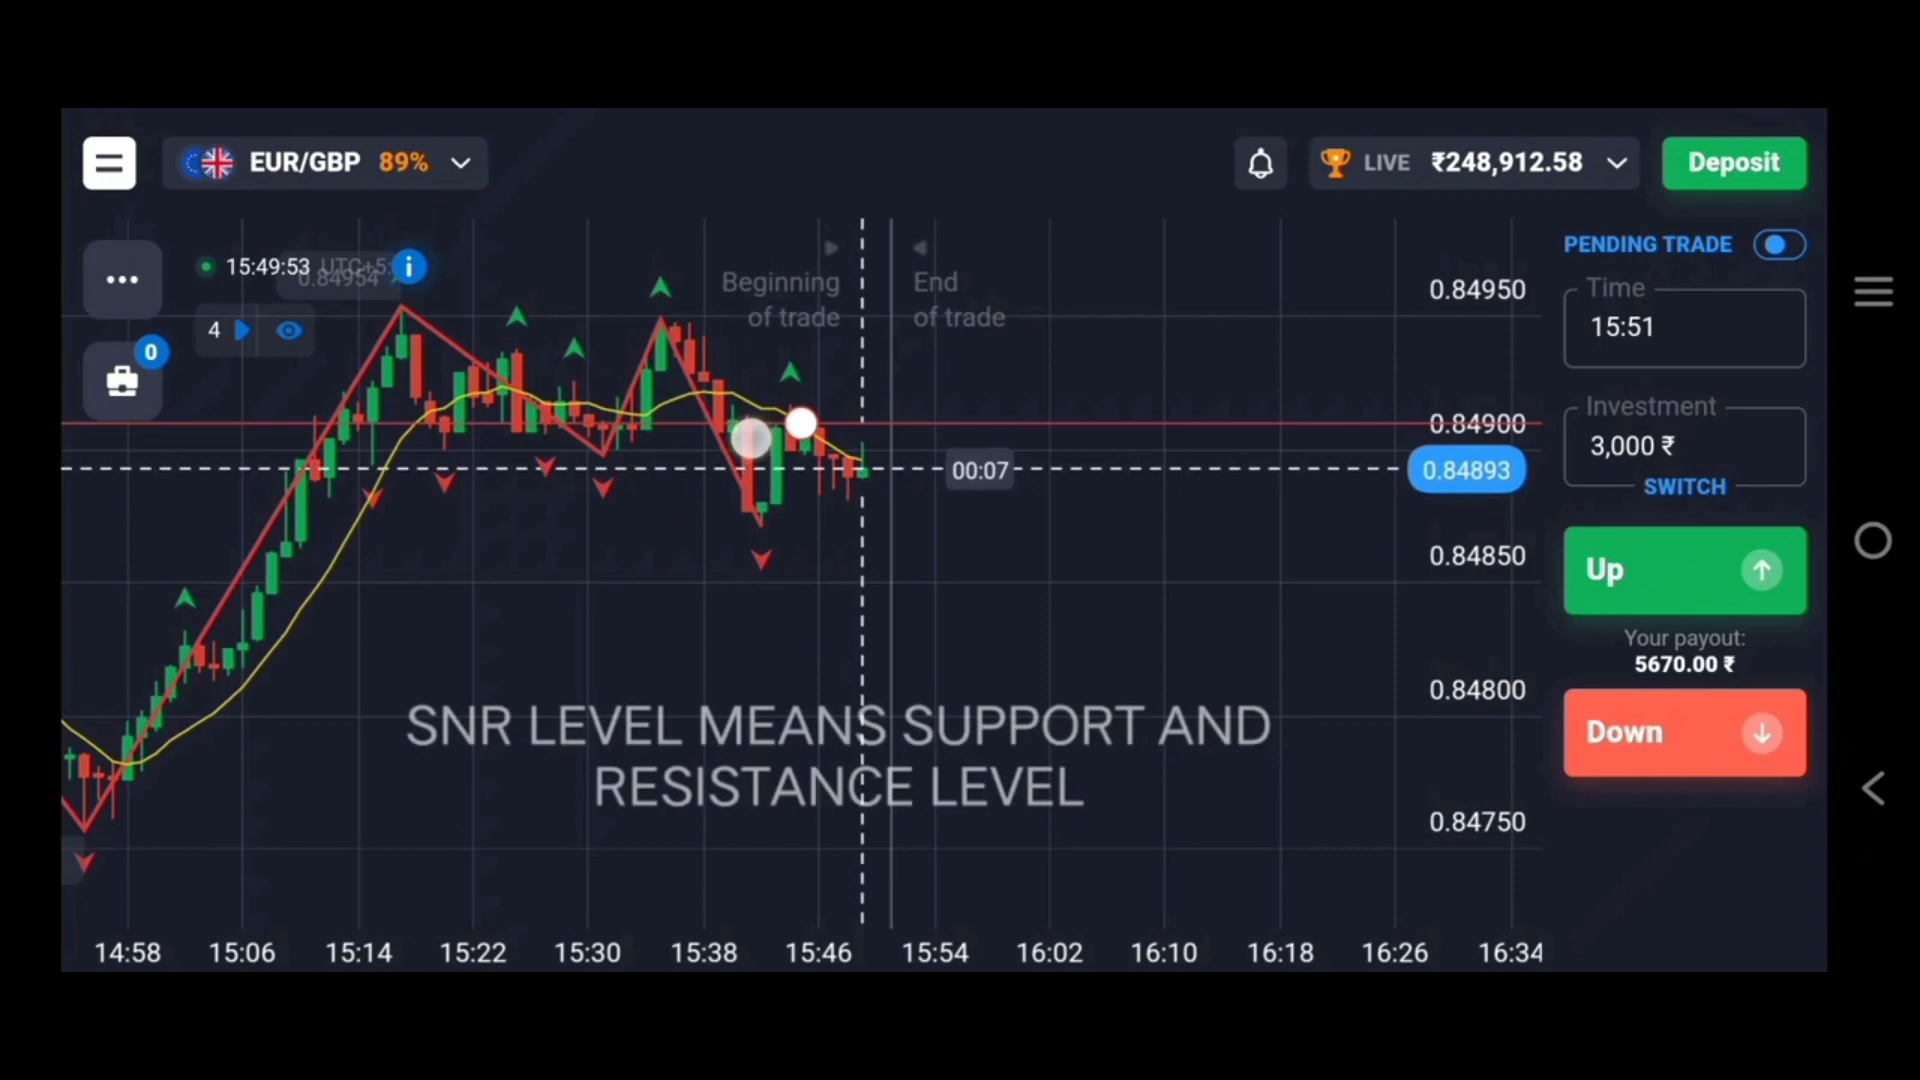 EUR/GBP 89%
LIVE ₹248,912.58
Deposit
15:49:53 UTC+5:
0.84954
4
0
Beginning
of trade
End
of trade
0.84950
0.84900
0.84893
00:07
0.84850
0.84800
0.84750
SNR LEVEL MEANS SUPPORT AND
RESISTANCE LEVEL
14:58 15:06 15:14 15:22 15:30 15:38 15:46 15:54 16:02 16:10 16:18 16:26 16:34
PENDING TRADE
Time
15:51
Investment
3,000 ₹
SWITCH
Up
Your payout:
5670.00 ₹
Down